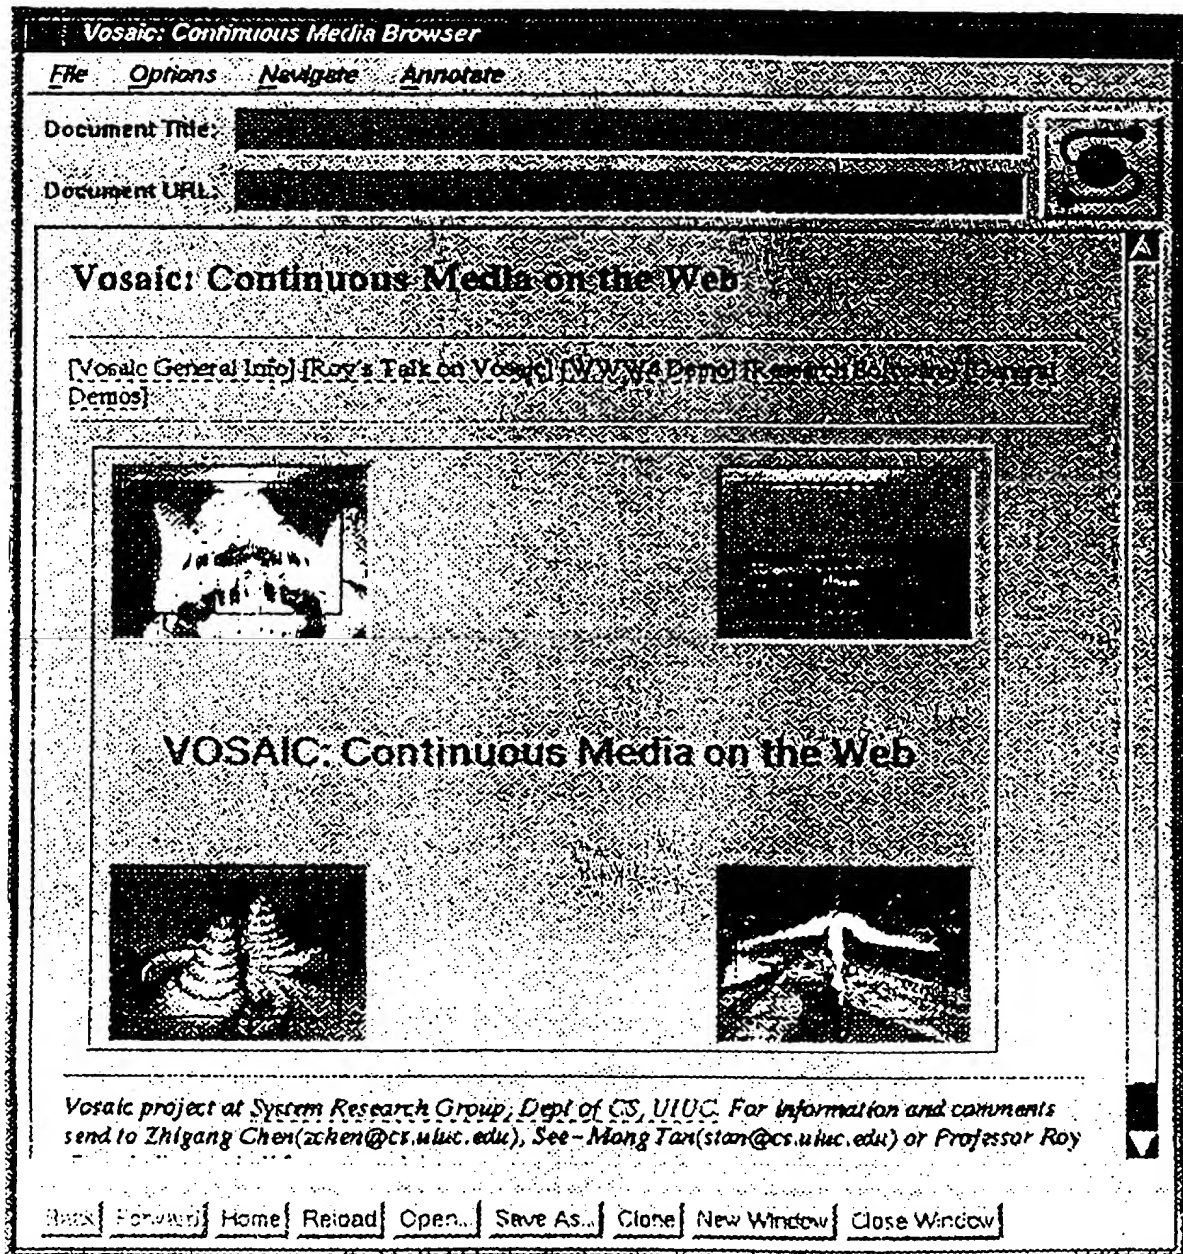 Vosaic: Continuous Media Browser
File Options Navigate Annotate
Document Title:
Document URL:
Vosaic: Continuous Media on the Web
[Vosaic General Info] [Roy's Talk on Vosaic] [WWW4 Demo] [Research Software] [General
Demos]
VOSAIC: Continuous Media on the Web
Vosaic project at System Research Group, Dept of CS, UIUC. For information and comments
send to Zhigang Chen(zchen@cs.uiuc.edu), See-Mong Tan(stan@cs.uiuc.edu) or Professor Roy
Back Forward Home Reload Open... Save As... Clone New Window Close Window